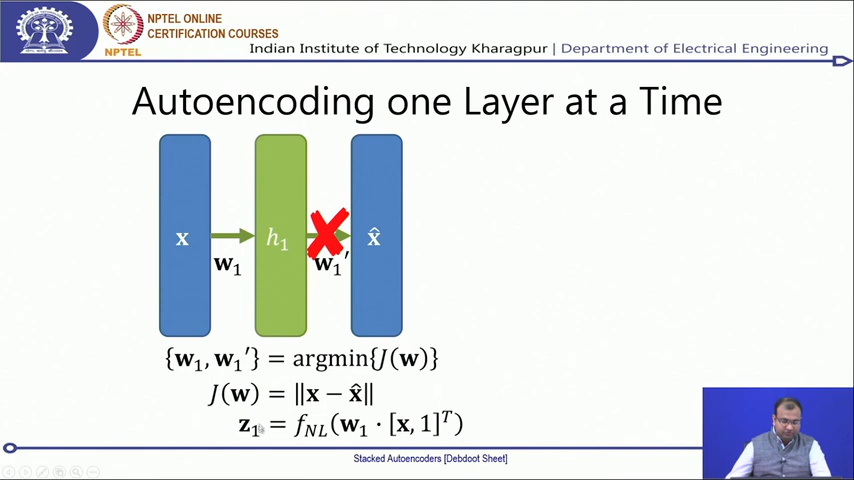 NPTEL ONLINE
CERTIFICATION COURSES
NPTEL
Indian Institute of Technology Kharagpur | Department of Electrical Engineering
Autoencoding one Layer at a Time
x
h₁
x̂
w₁
w₁′
{w₁, w₁′} = argmin{J(w)}
J(w) = ‖x − x̂‖
z₁ = f_NL(w₁ · [x, 1]ᵀ)
Stacked Autoencoders [Debdoot Sheet]